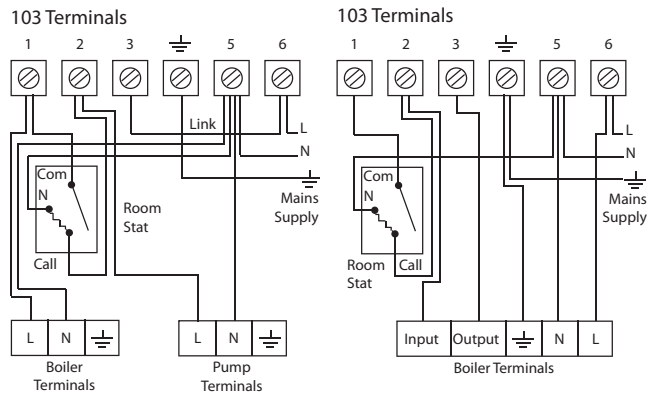 103 Terminals
1 2 3 5 6
Link
L
N
Com
N
Room
Stat
Call
Mains
Supply
L N
Boiler
Terminals
L N
Pump
Terminals
103 Terminals
1 2 3 5 6
L
N
Com
N
Mains
Supply
Room
Stat
Call
Input Output N L
Boiler Terminals